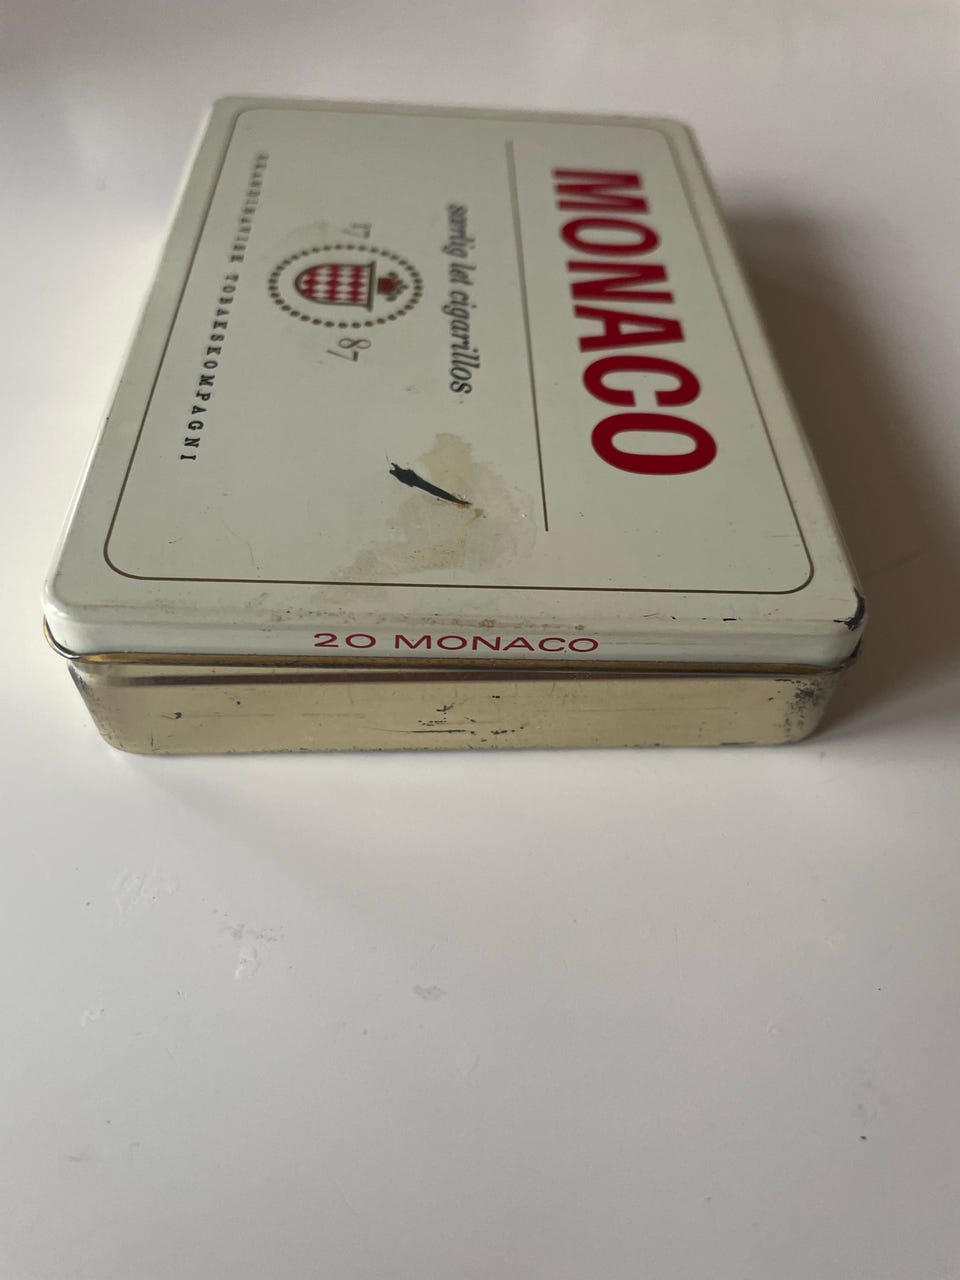 MONACO
særlig let cigarillos
17 87
SKANDINAVISK TOBAKSKOMPAGNI
20 MONACO